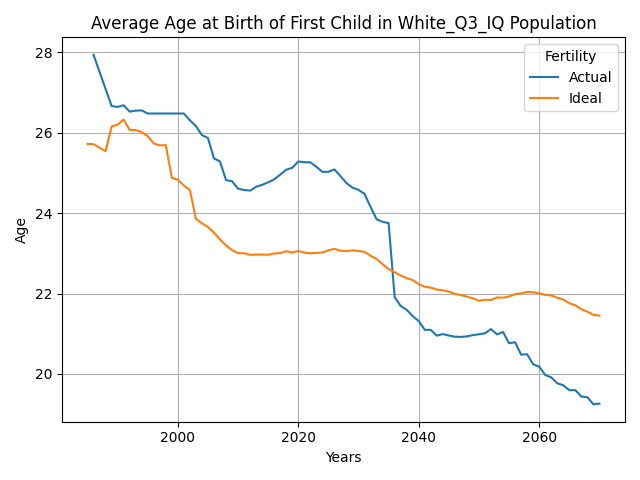 Average Age at Birth of First Child in White_Q3_IQ Population
Fertility
Actual
Ideal
Age
28
26
24
22
20
2000
2020
2040
2060
Years